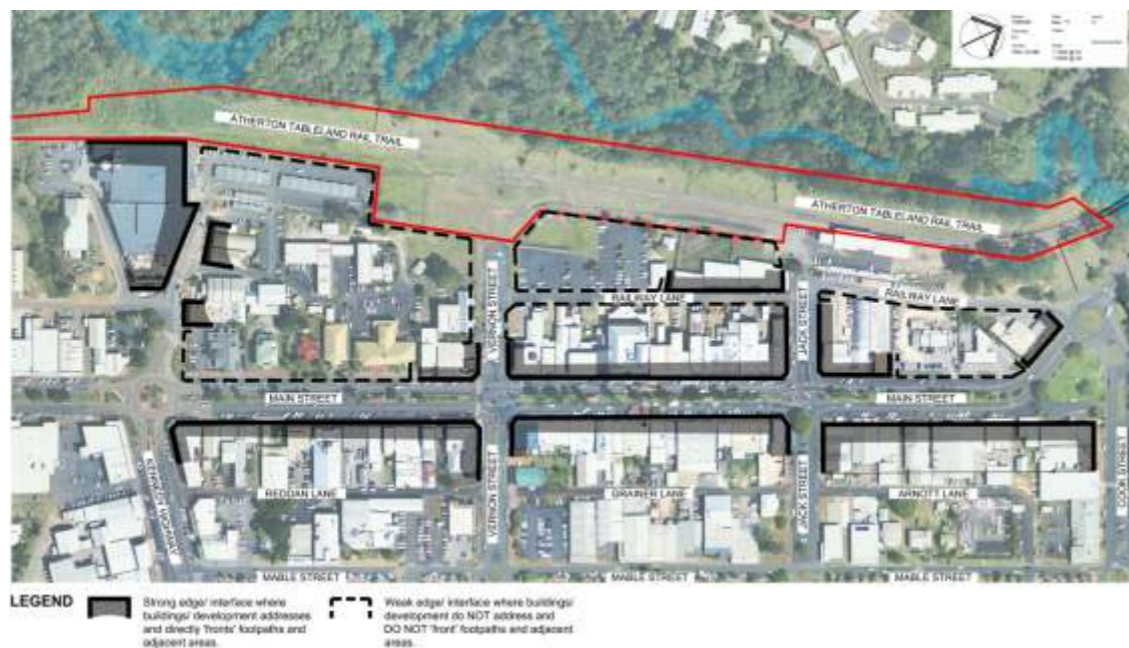 ATHERTON TABLELAND RAIL TRAIL
ATHERTON TABLELAND RAIL TRAIL
VERNON STREET
RAILWAY LANE
JACK STREET
RAILWAY LANE
MAIN STREET
MAIN STREET
KENNEDY HIGHWAY
REDDAN LANE
VERNON STREET
GRAINER LANE
JACK STREET
ARNOTT LANE
COOK STREET
MABLE STREET
MABLE STREET
MABLE STREET
LEGEND
Strong edge/ interface where
buildings/ development addresses
and directly 'fronts' footpaths and
adjacent areas.
Weak edge/ interface where buildings/
development do NOT address and
DO NOT 'front' footpaths and adjacent
areas.